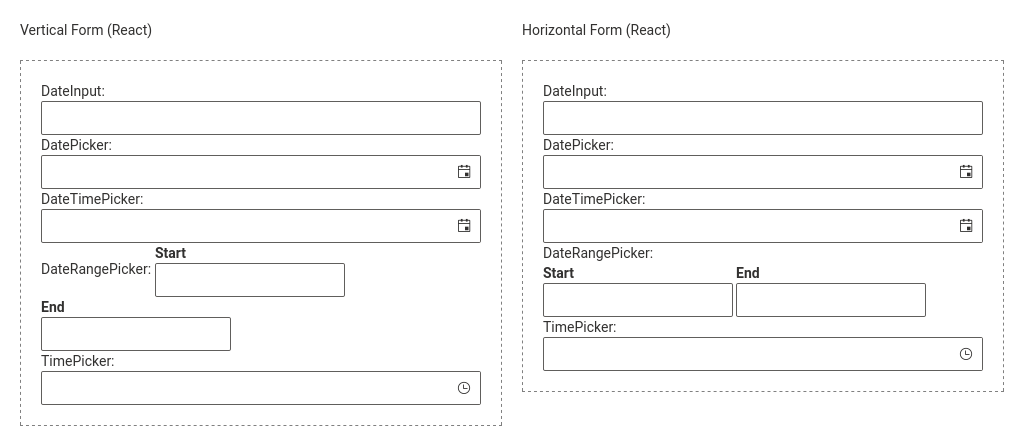 Vertical Form (React)
DateInput:
DatePicker:
DateTimePicker:
Start
DateRangePicker:
End
TimePicker:
Horizontal Form (React)
DateInput:
DatePicker:
DateTimePicker:
DateRangePicker:
Start End
TimePicker: